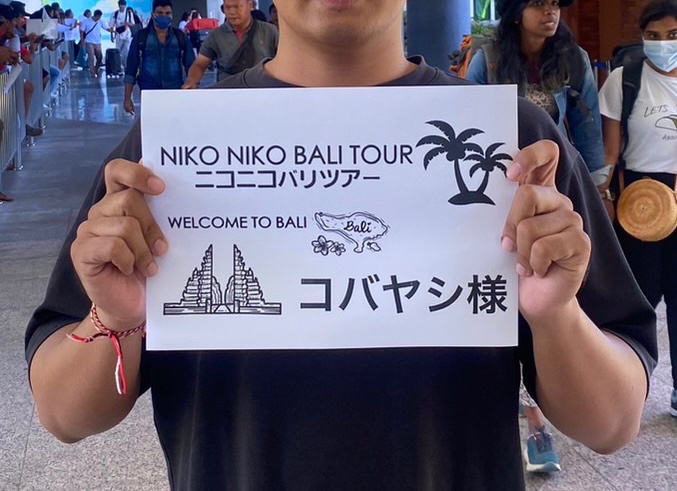 NIKO NIKO BALI TOUR
ニコニコバリツアー
WELCOME TO BALI
Bali
コバヤシ様
LETS